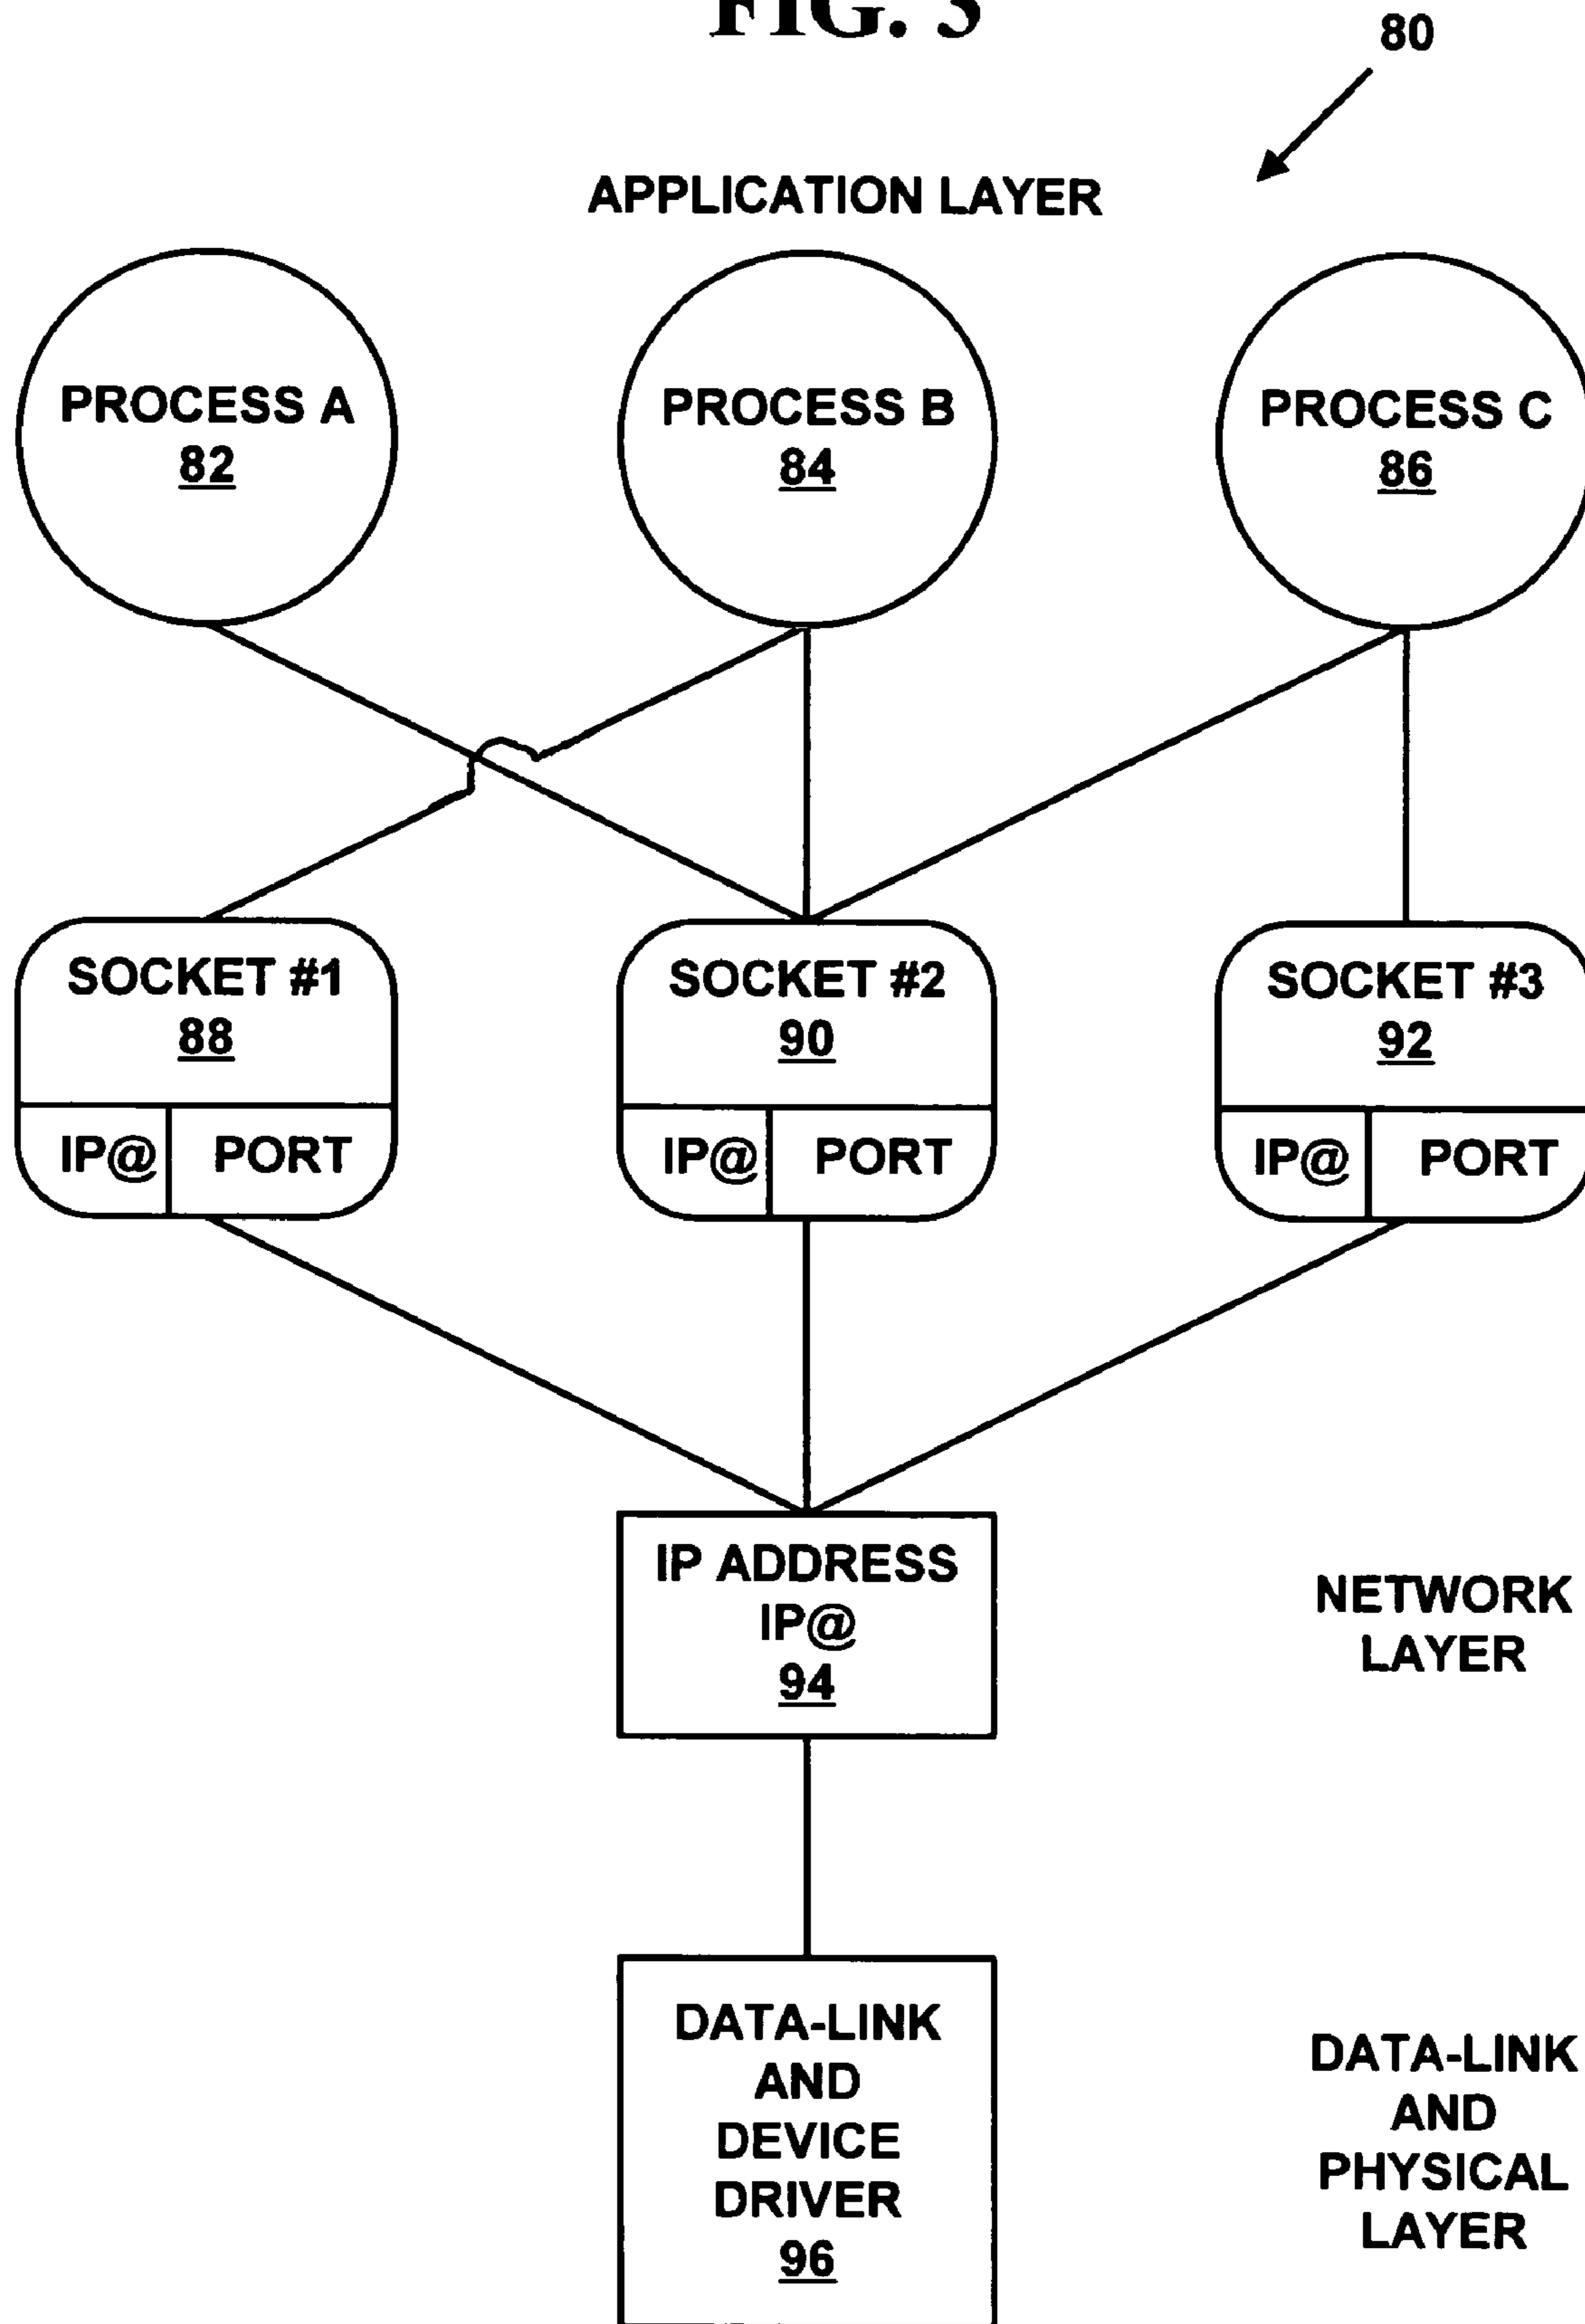 FIG. 3
80
APPLICATION LAYER
PROCESS A
82
PROCESS B
84
PROCESS C
86
SOCKET #1
88
IP@ PORT
SOCKET #2
90
IP@ PORT
SOCKET #3
92
IP@ PORT
IP ADDRESS
IP@
94
NETWORK
LAYER
DATA-LINK
AND
DEVICE
DRIVER
96
DATA-LINK
AND
PHYSICAL
LAYER